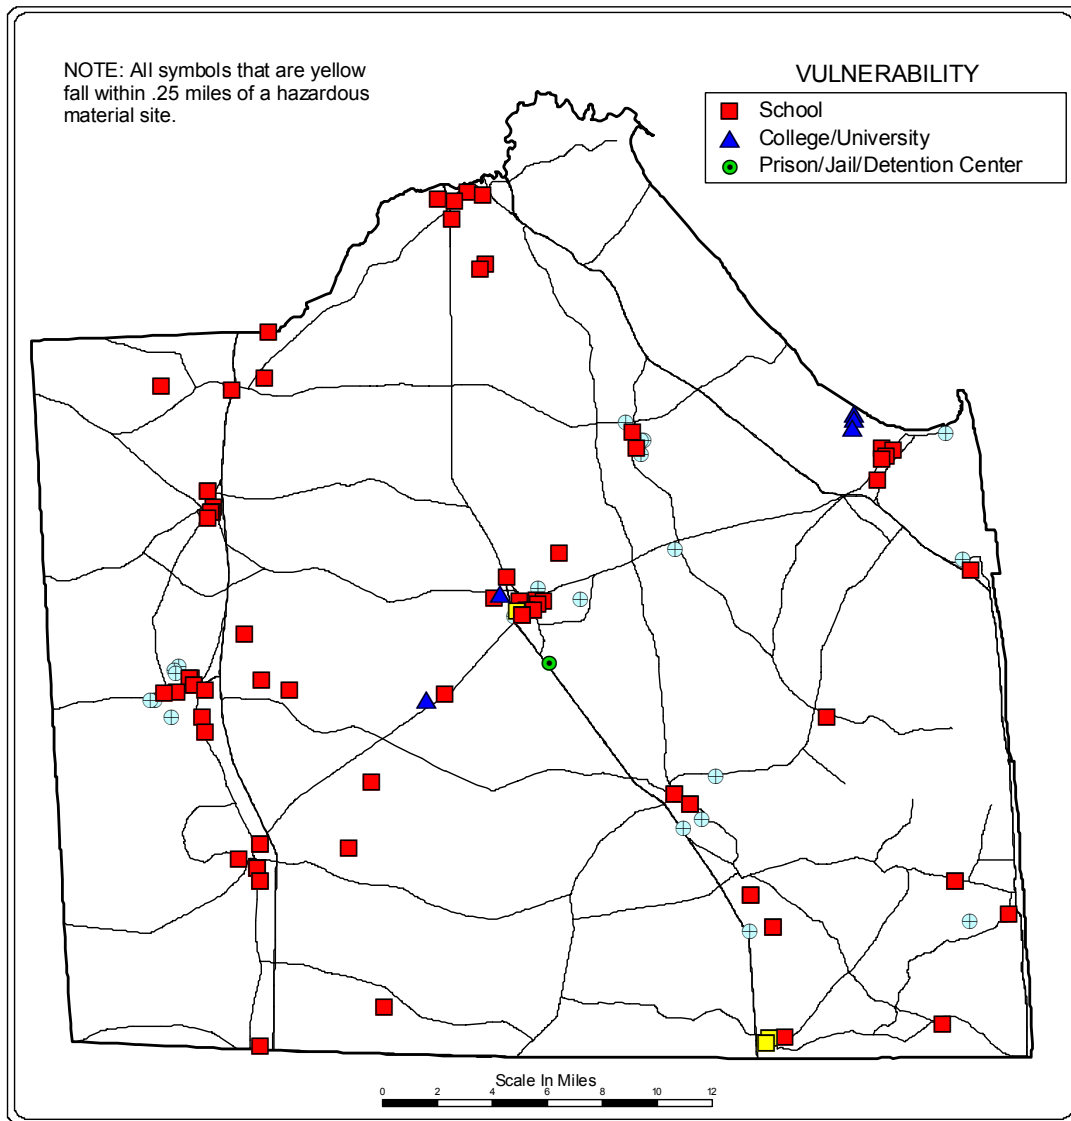 NOTE: All symbols that are yellow
fall within .25 miles of a hazardous
material site.
VULNERABILITY
School
College/University
Prison/Jail/Detention Center
Scale In Miles
0 2 4 6 8 10 12